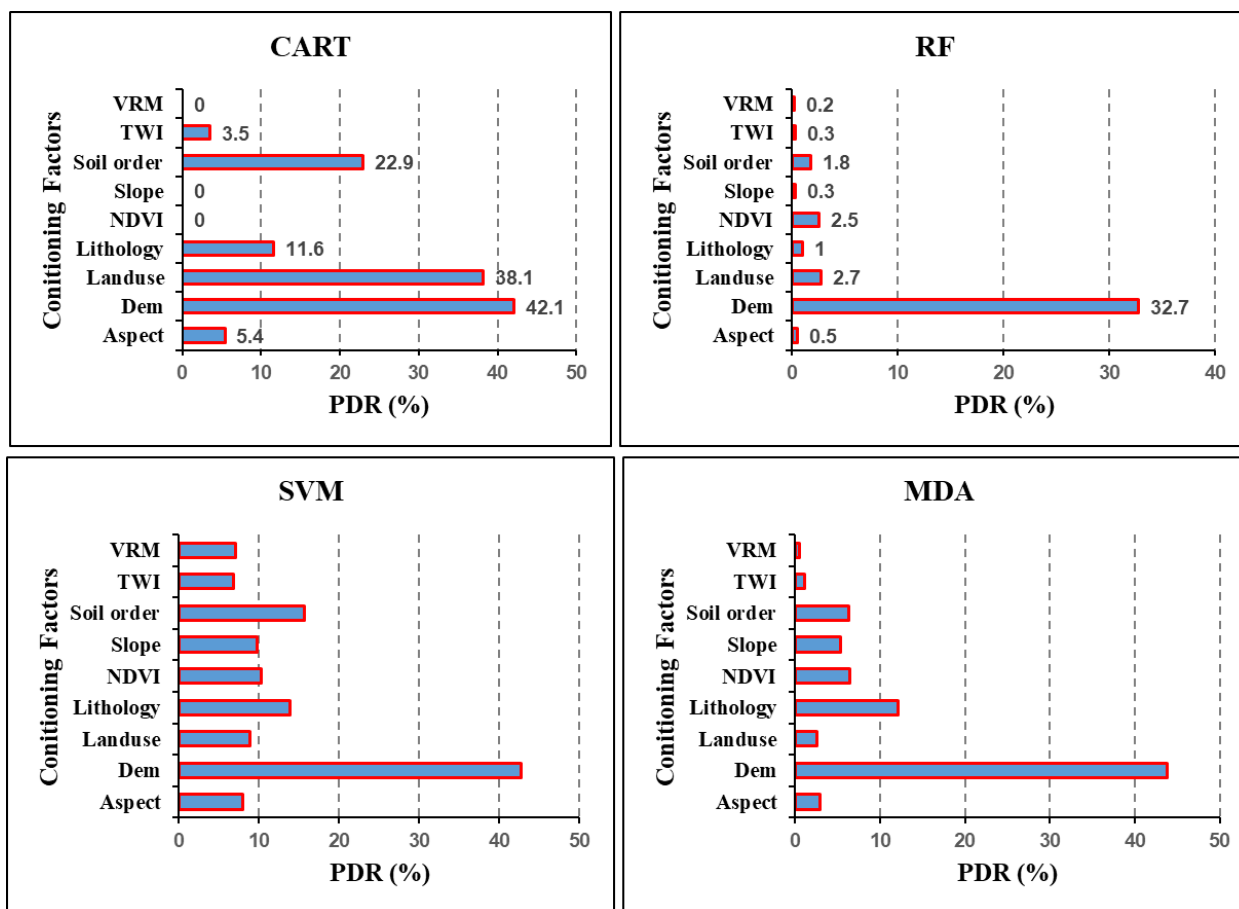 CART
Conitioning Factors
VRM 0
TWI 3.5
Soil order 22.9
Slope 0
NDVI 0
Lithology 11.6
Landuse 38.1
Dem 42.1
Aspect 5.4
0 10 20 30 40 50
PDR (%)
RF
Conitioning Factors
VRM 0.2
TWI 0.3
Soil order 1.8
Slope 0.3
NDVI 2.5
Lithology 1
Landuse 2.7
Dem 32.7
Aspect 0.5
0 10 20 30 40
PDR (%)
SVM
Conitioning Factors
VRM
TWI
Soil order
Slope
NDVI
Lithology
Landuse
Dem
Aspect
0 10 20 30 40 50
PDR (%)
MDA
Conitioning Factors
VRM
TWI
Soil order
Slope
NDVI
Lithology
Landuse
Dem
Aspect
0 10 20 30 40 50
PDR (%)